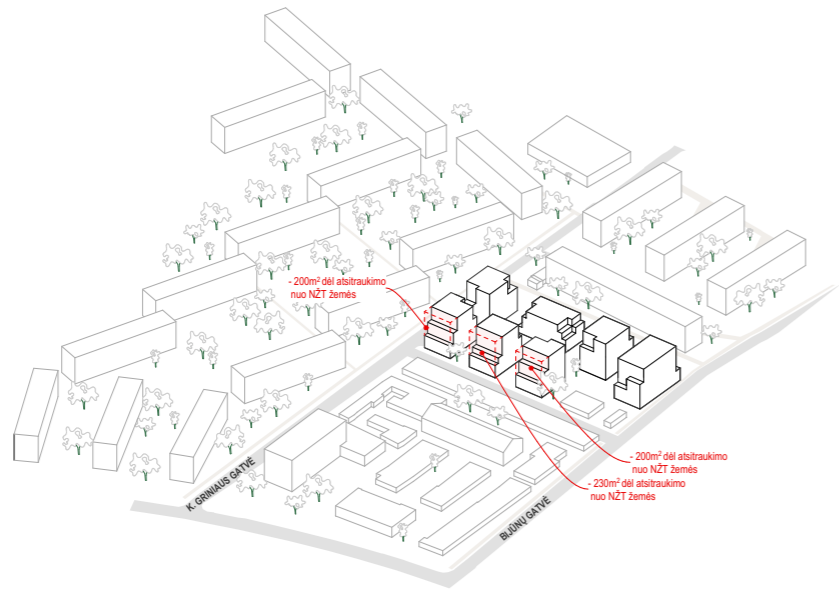 - 200m² dėl atsitraukimo
nuo NŽT žemės
- 200m² dėl atsitraukimo
nuo NŽT žemės
- 230m² dėl atsitraukimo
nuo NŽT žemės
K. GRINIAUS GATVĖ
BIJŪNŲ GATVĖ